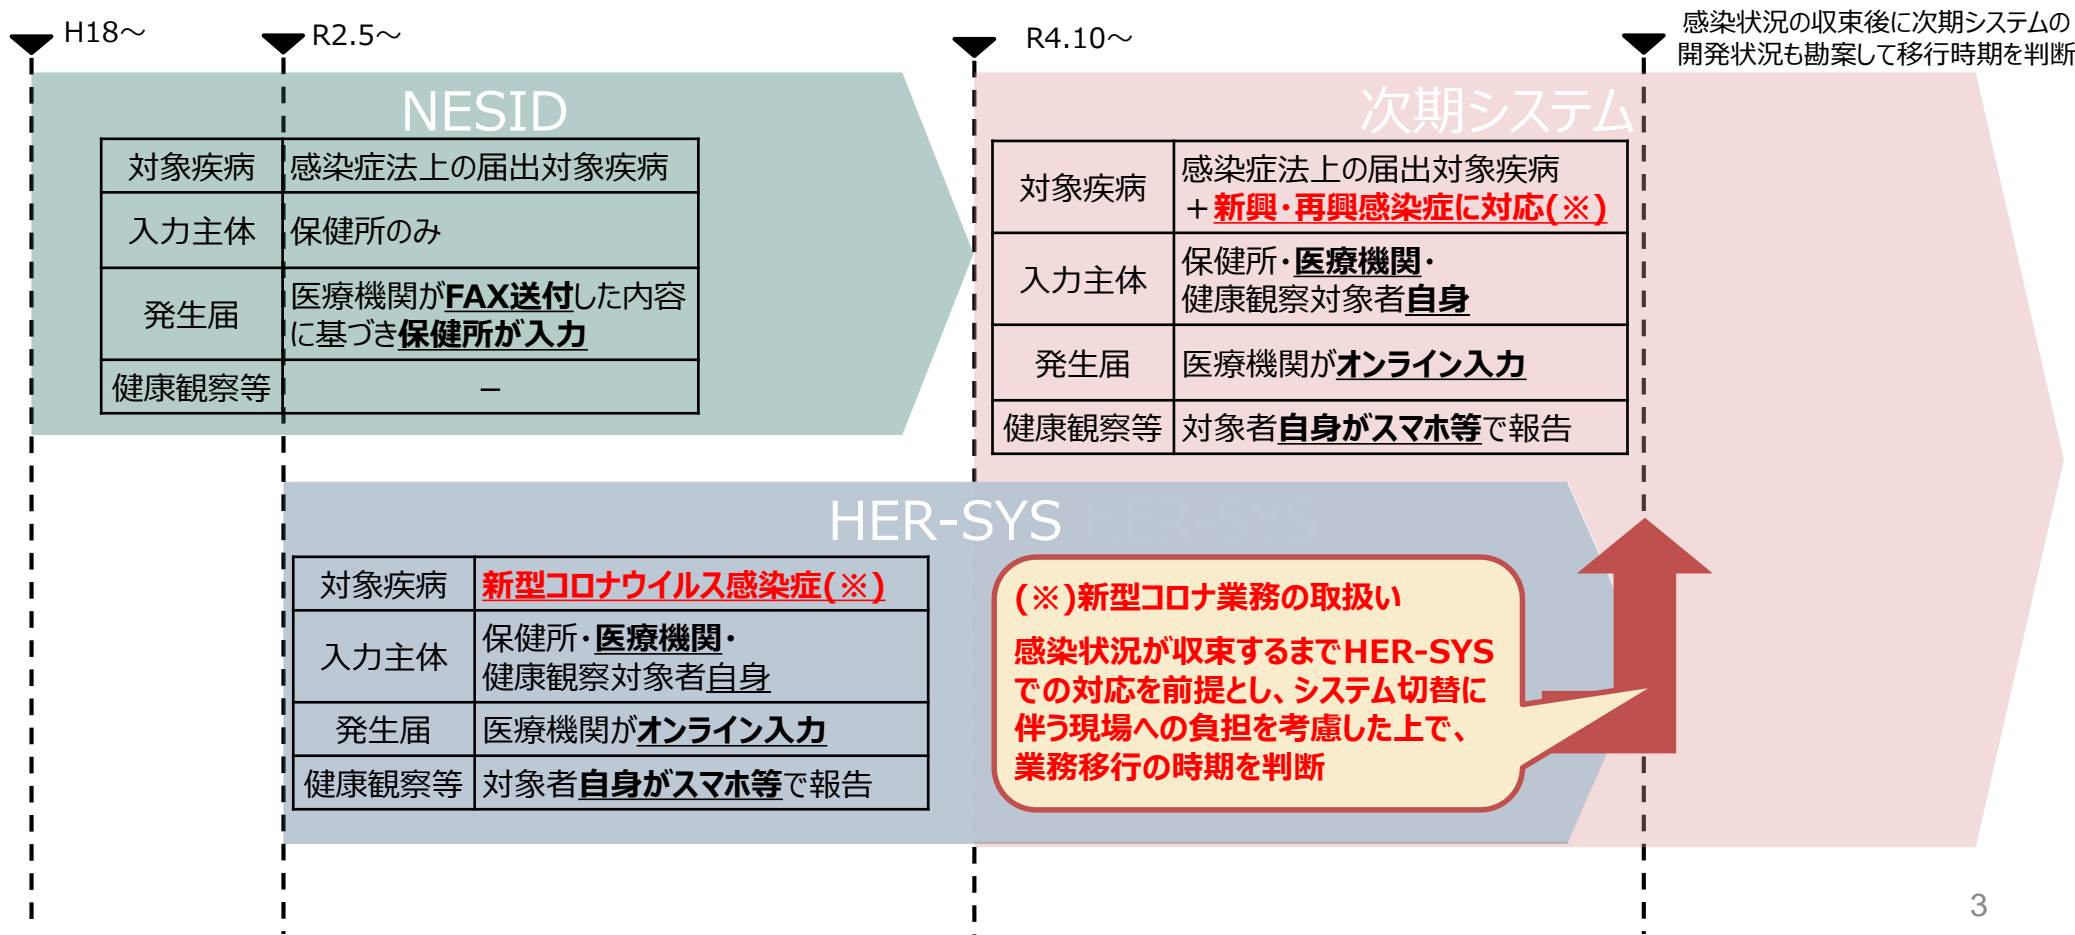 H18～
R2.5～
R4.10～
感染状況の収束後に次期システムの
開発状況も勘案して移行時期を判断
NESID
対象疾病
感染症法上の届出対象疾病
入力主体
保健所のみ
発生届
医療機関がFAX送付した内容
に基づき保健所が入力
健康観察等
－
次期システム
対象疾病
感染症法上の届出対象疾病
＋新興・再興感染症に対応(※)
入力主体
保健所・医療機関・
健康観察対象者自身
発生届
医療機関がオンライン入力
健康観察等
対象者自身がスマホ等で報告
HER-SYS
HER-SYS
対象疾病
新型コロナウイルス感染症(※)
入力主体
保健所・医療機関・
健康観察対象者自身
発生届
医療機関がオンライン入力
健康観察等
対象者自身がスマホ等で報告
(※)新型コロナ業務の取扱い
感染状況が収束するまでHER-SYS
での対応を前提とし、システム切替に
伴う現場への負担を考慮した上で、
業務移行の時期を判断
3